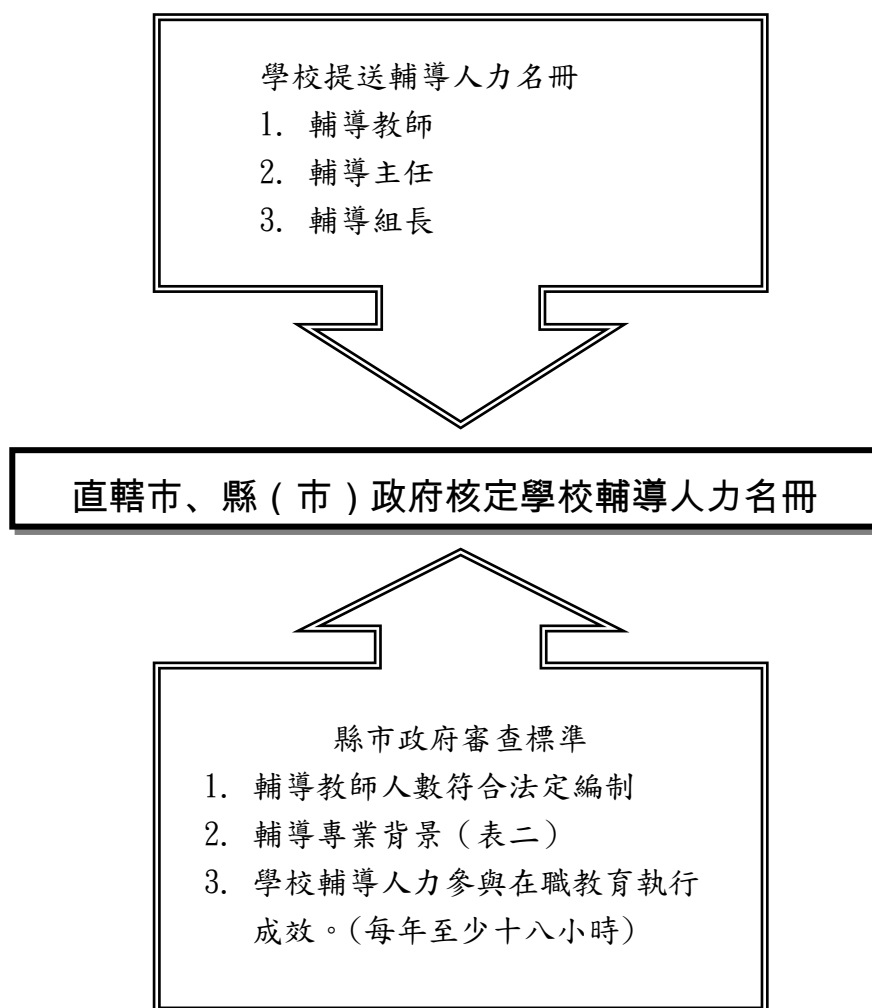 學校提送輔導人力名冊
1. 輔導教師
2. 輔導主任
3. 輔導組長
直轄市、縣（市）政府核定學校輔導人力名冊
縣市政府審查標準
1. 輔導教師人數符合法定編制
2. 輔導專業背景（表二）
3. 學校輔導人力參與在職教育執行
成效。(每年至少十八小時)